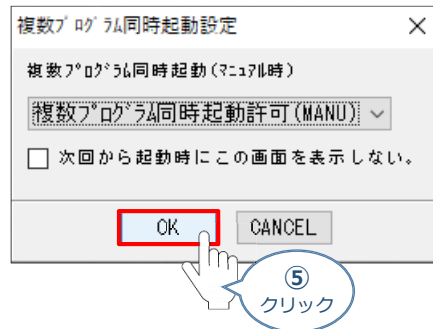 複数ﾌﾟﾛｸﾞﾗﾑ同時起動設定
複数ﾌﾟﾛｸﾞﾗﾑ同時起動(ﾏﾆｭｱﾙ時)
複数ﾌﾟﾛｸﾞﾗﾑ同時起動許可(MANU)
次回から起動時にこの画面を表示しない。
OK CANCEL
⑤
クリック